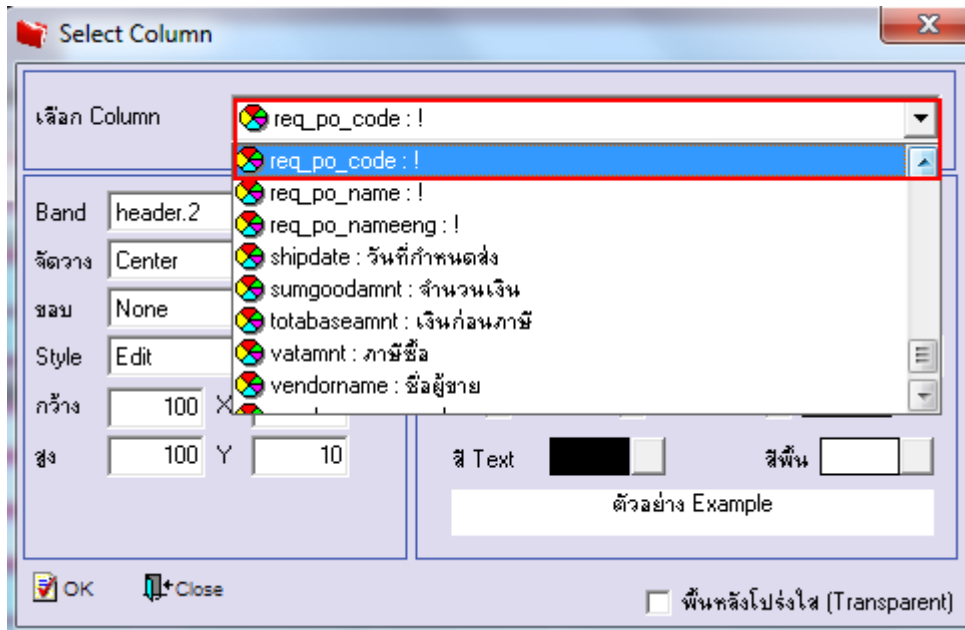 Select Column
เลือก Column
req_po_code : !
req_po_code : !
req_po_name : !
req_po_nameeng : !
shipdate : วันที่กำหนดส่ง
sumgoodamnt : จำนวนเงิน
totabaseamnt : เงินก่อนภาษี
vatamnt : ภาษีซื้อ
vendorname : ชื่อผู้ขาย
Band header.2
จัดวาง Center
ขอบ None
Style Edit
กว้าง 100 X
สูง 100 Y 10
สี Text สีพื้น
ตัวอย่าง Example
OK Close
พื้นหลังโปร่งใส (Transparent)